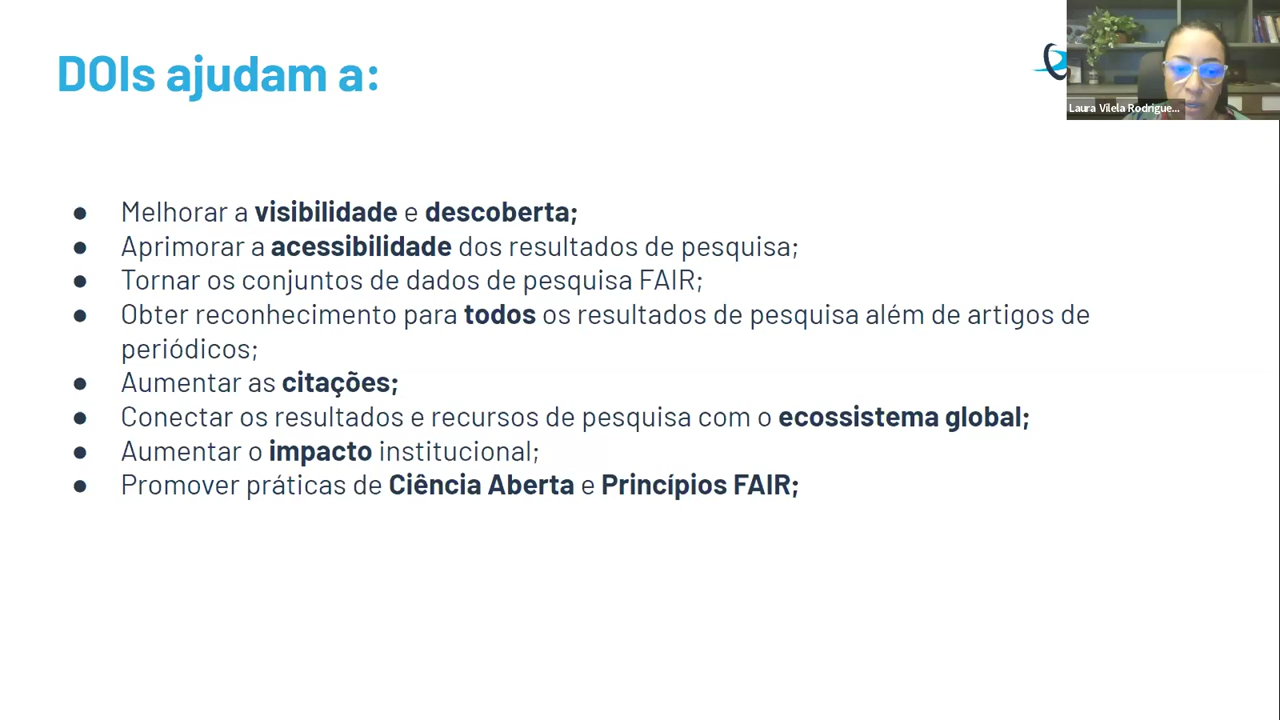 DOIs ajudam a:
Laura Vilela Rodrigue...
● Melhorar a visibilidade e descoberta;
● Aprimorar a acessibilidade dos resultados de pesquisa;
● Tornar os conjuntos de dados de pesquisa FAIR;
● Obter reconhecimento para todos os resultados de pesquisa além de artigos de
periódicos;
● Aumentar as citações;
● Conectar os resultados e recursos de pesquisa com o ecossistema global;
● Aumentar o impacto institucional;
● Promover práticas de Ciência Aberta e Princípios FAIR;